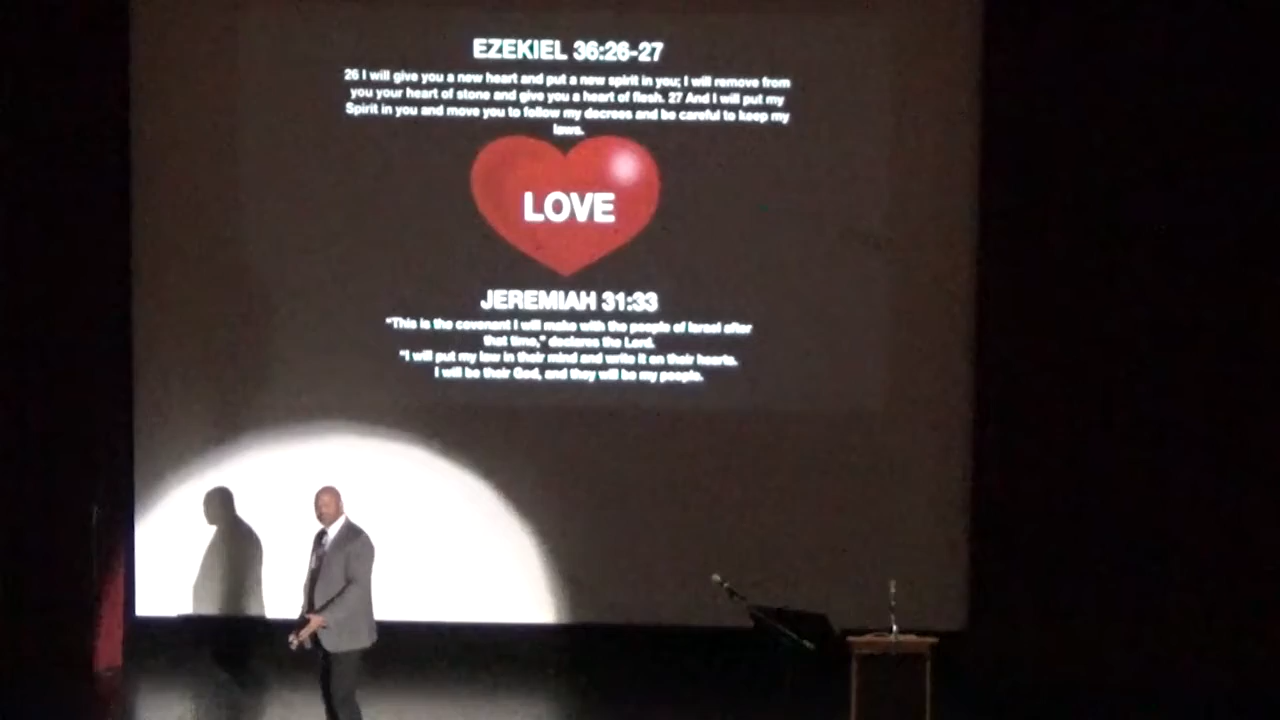 EZEKIEL 36:26-27
26 I will give you a new heart and put a new spirit in you; I will remove from
you your heart of stone and give you a heart of flesh. 27 And I will put my
Spirit in you and move you to follow my decrees and be careful to keep my
laws.
LOVE
JEREMIAH 31:33
"This is the covenant I will make with the people of Israel after
that time," declares the Lord.
"I will put my law in their mind and write it on their hearts.
I will be their God, and they will be my people.